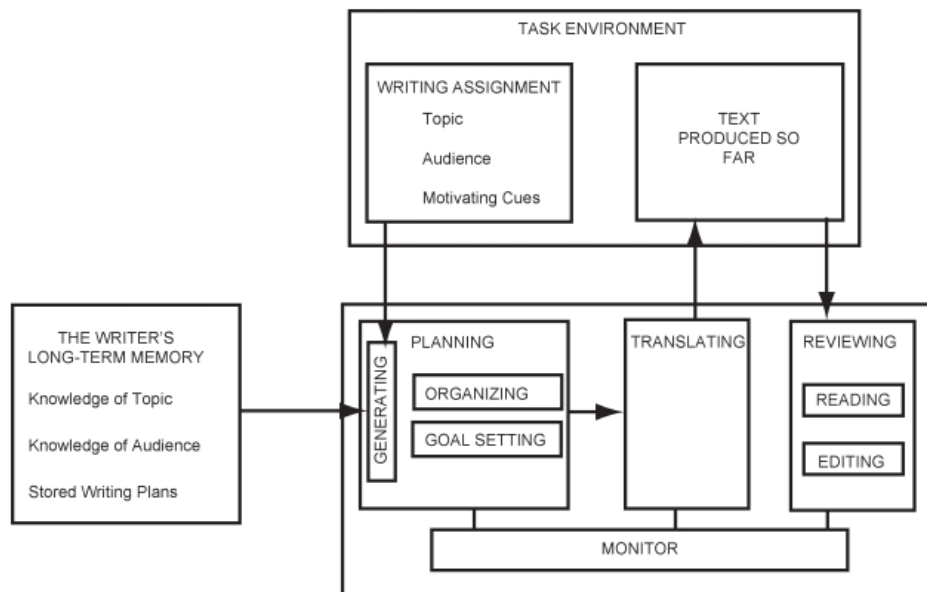 TASK ENVIRONMENT
WRITING ASSIGNMENT
Topic
Audience
Motivating Cues
TEXT
PRODUCED SO
FAR
THE WRITER'S
LONG-TERM MEMORY
Knowledge of Topic
Knowledge of Audience
Stored Writing Plans
PLANNING
GENERATING
ORGANIZING
GOAL SETTING
TRANSLATING
REVIEWING
READING
EDITING
MONITOR